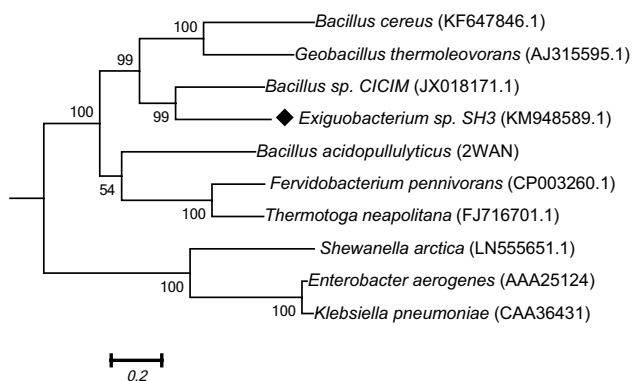 Bacillus cereus (KF647846.1)
100
Geobacillus thermoleovorans (AJ315595.1)
99
Bacillus sp. CICIM (JX018171.1)
100
99
Exiguobacterium sp. SH3 (KM948589.1)
Bacillus acidopullulyticus (2WAN)
54
Fervidobacterium pennivorans (CP003260.1)
100
Thermotoga neapolitana (FJ716701.1)
Shewanella arctica (LN555651.1)
100
Enterobacter aerogenes (AAA25124)
100
Klebsiella pneumoniae (CAA36431)
0.2